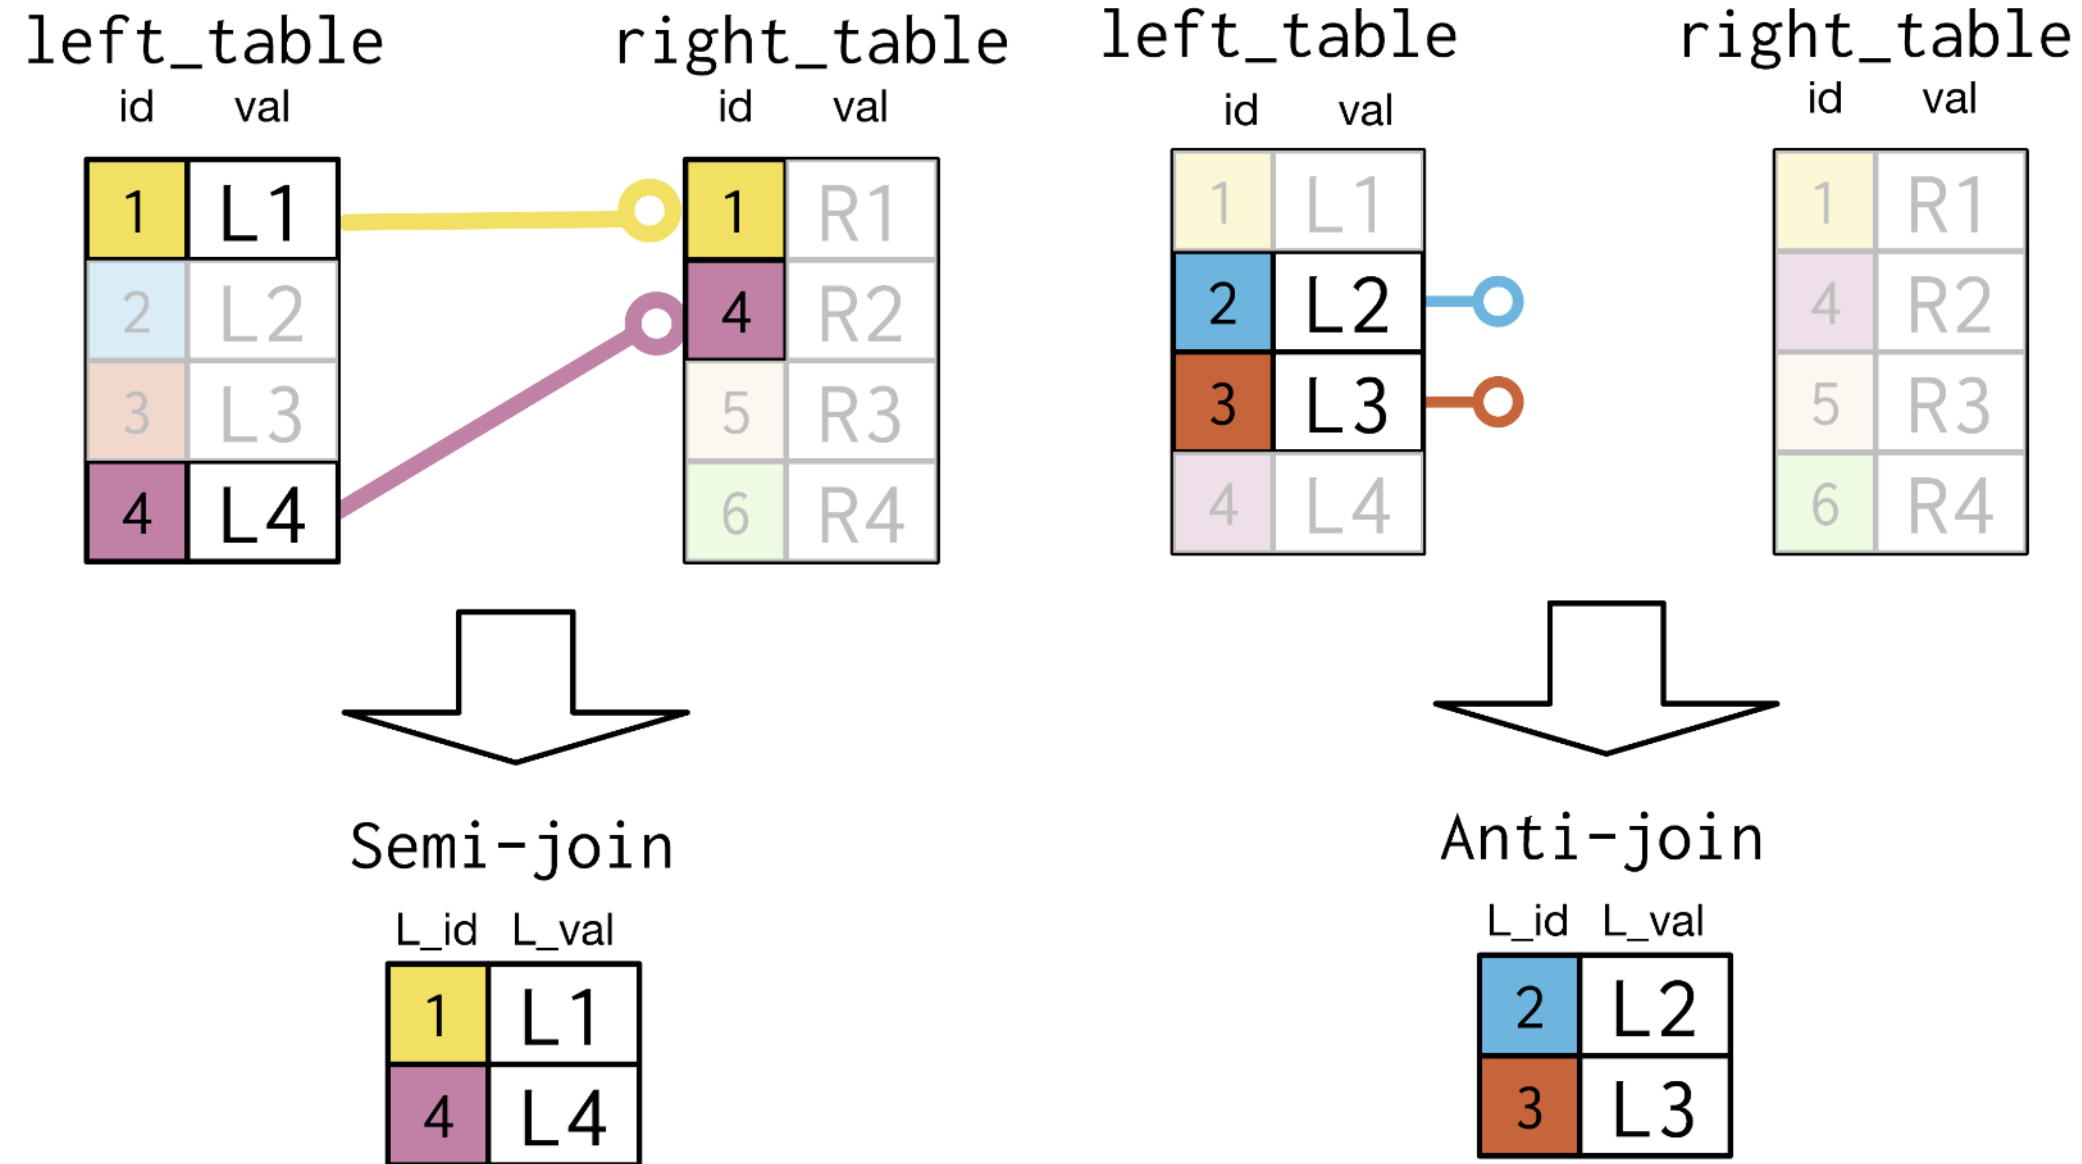 left_table right_table
id val id val
1 L1 1 R1
2 L2 4 R2
3 L3 5 R3
4 L4 6 R4
Semi-join
L_id L_val
1 L1
4 L4
left_table right_table
id val id val
1 L1 1 R1
2 L2 4 R2
3 L3 5 R3
4 L4 6 R4
Anti-join
L_id L_val
2 L2
3 L3